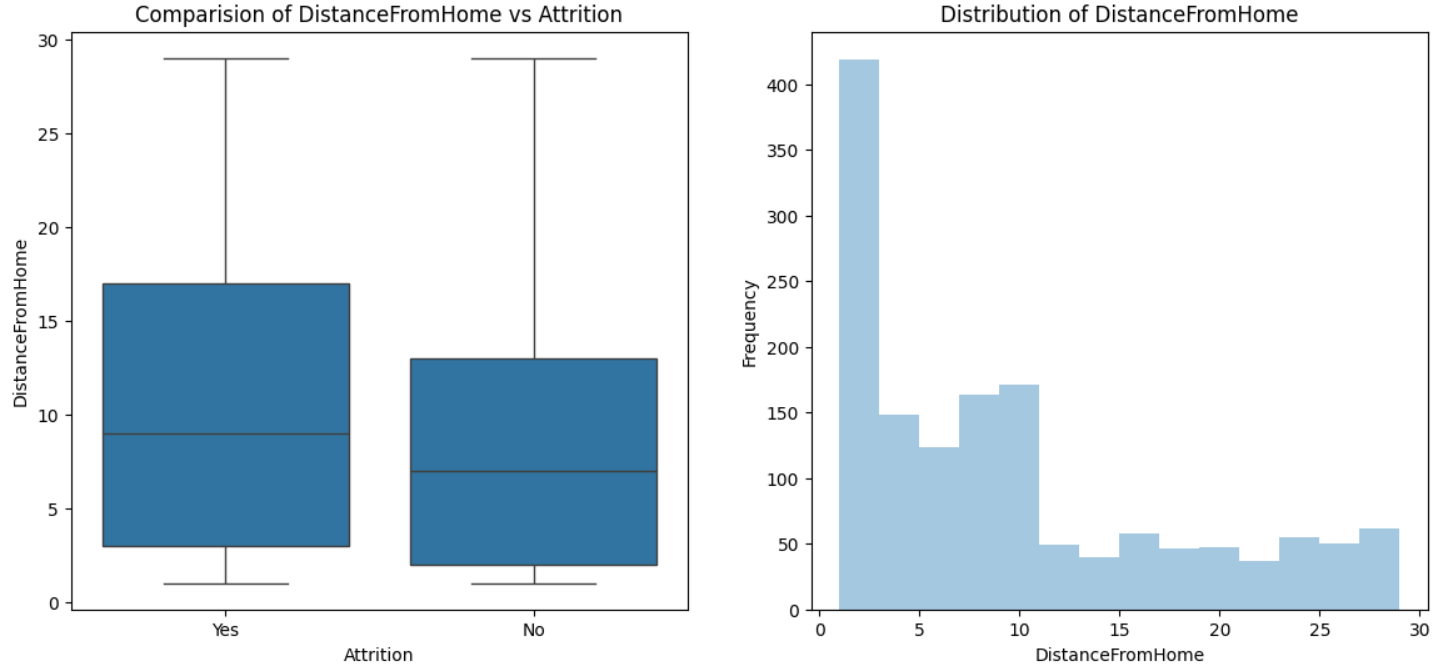 Comparision of DistanceFromHome vs Attrition
30
25
20
15
10
5
0
DistanceFromHome
Yes
No
Attrition
Distribution of DistanceFromHome
400
350
300
250
200
150
100
50
0
Frequency
0
5
10
15
20
25
30
DistanceFromHome